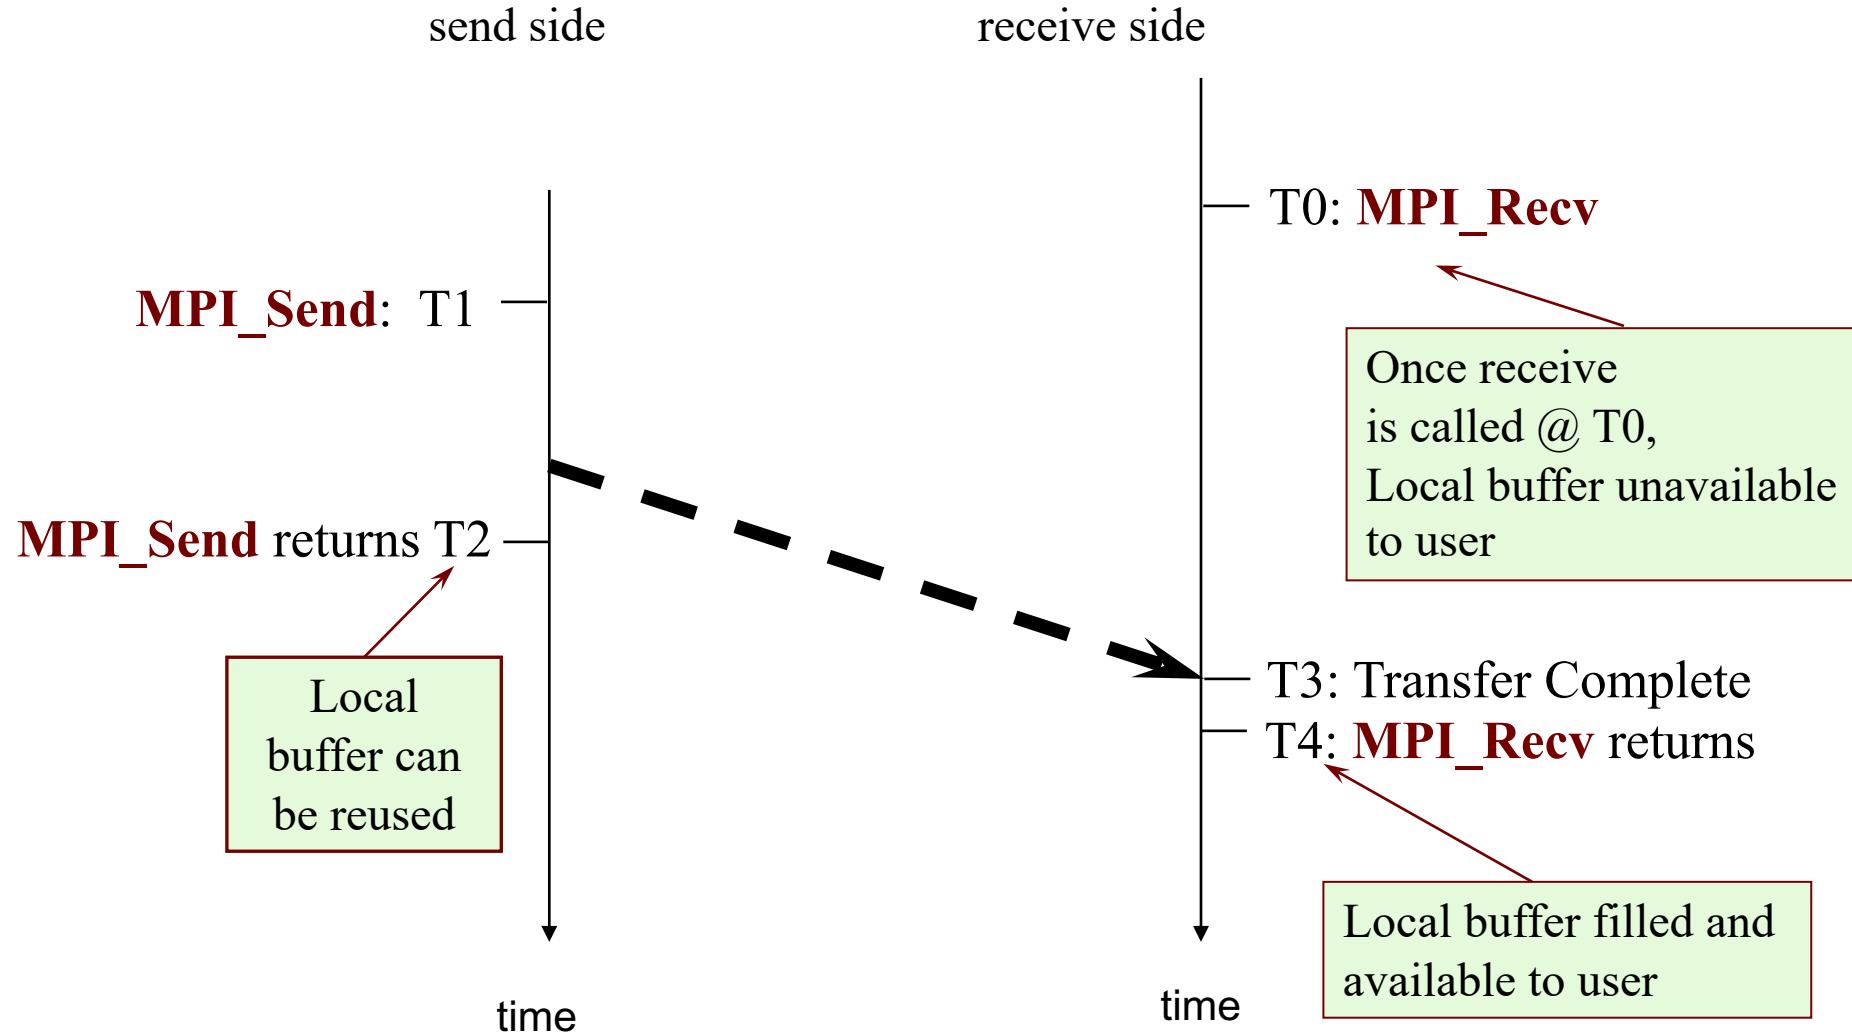 send side
receive side
T0: MPI_Recv
MPI_Send:  T1
Once receive
is called @ T0,
Local buffer unavailable
to user
MPI_Send returns T2
Local
buffer can
be reused
T3: Transfer Complete
T4: MPI_Recv returns
Local buffer filled and
available to user
time
time